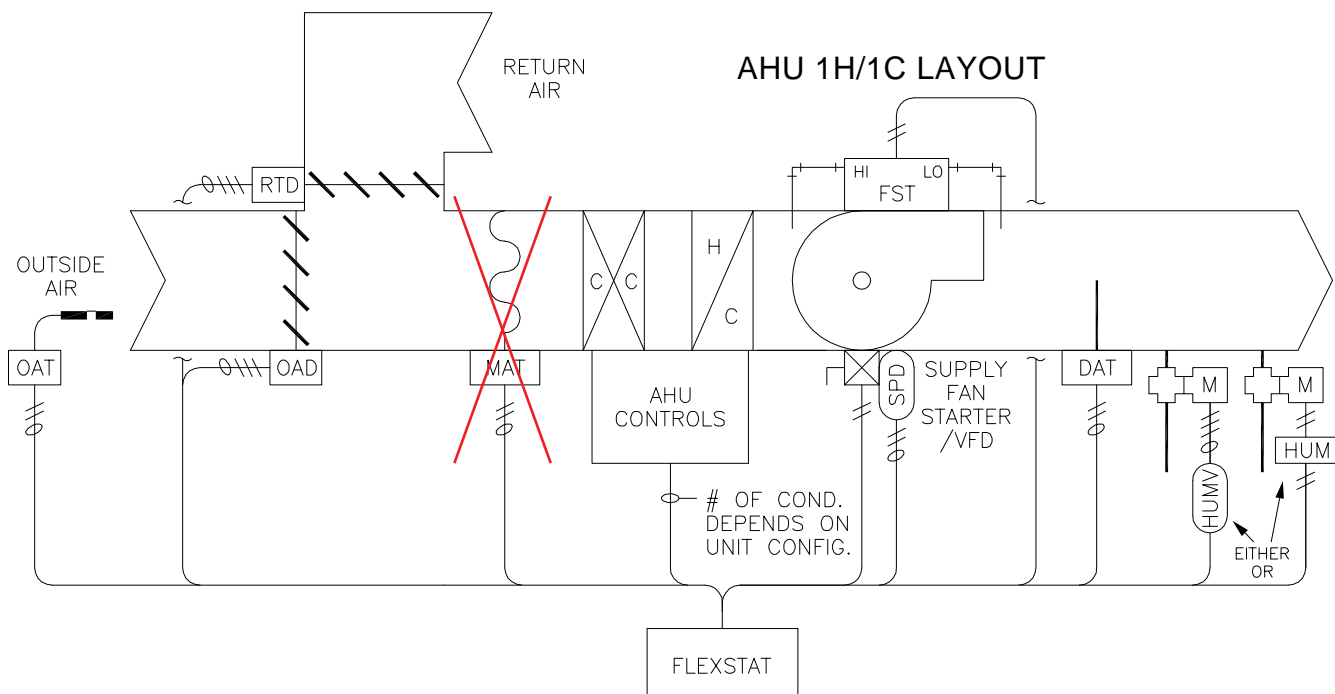 AHU 1H/1C LAYOUT
RETURN
AIR
HI
LO
FST
RTD
OUTSIDE
AIR
H
C
C
C
OAT
OAD
MAT
AHU
CONTROLS
SPD
SUPPLY
FAN
STARTER
/VFD
DAT
M
M
HUM
HUMV
# OF COND.
DEPENDS ON
UNIT CONFIG.
EITHER
OR
FLEXSTAT